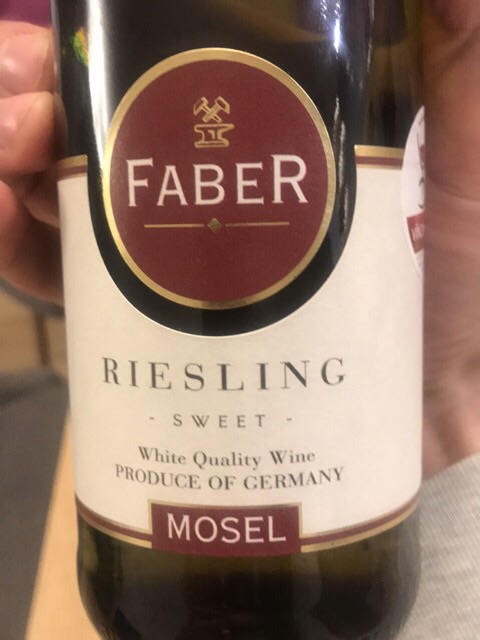 FABER
RIESLING
- SWEET -
White Quality Wine
PRODUCE OF GERMANY
MOSEL